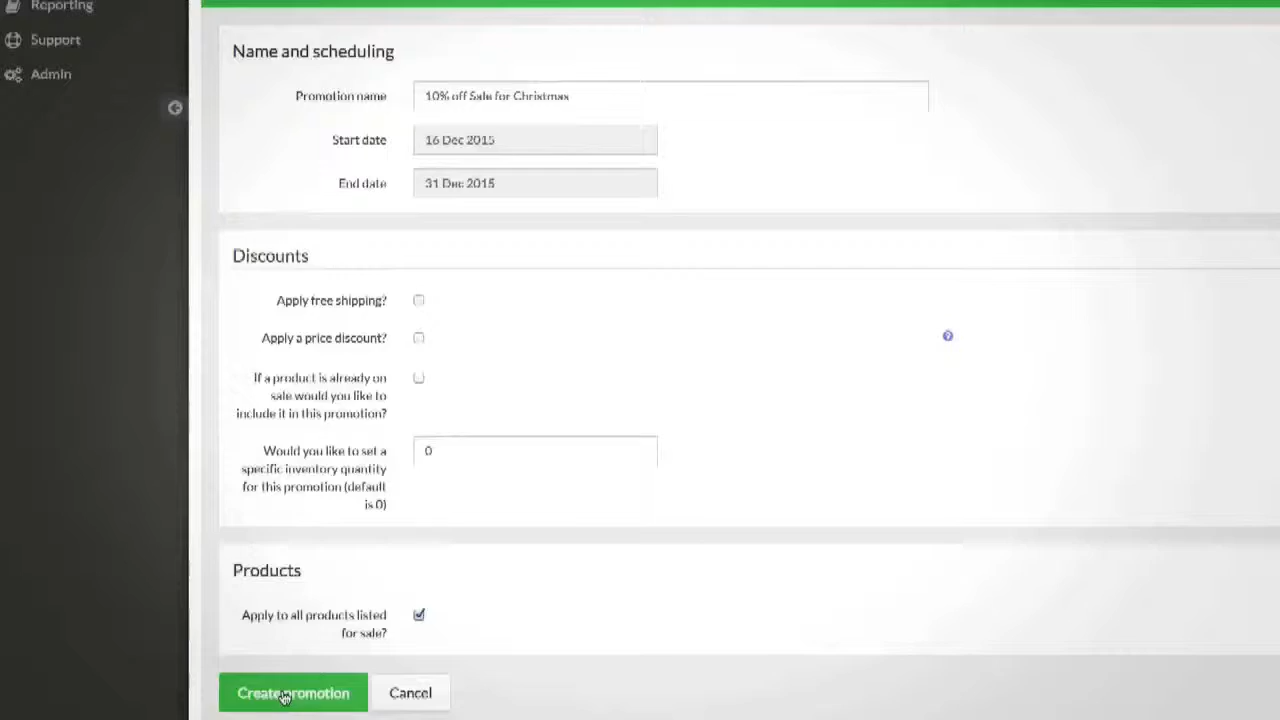 Reporting
Support
Admin
Name and scheduling
Promotion name
10% off Sale for Christmas
Start date
16 Dec 2015
End date
31 Dec 2015
Discounts
Apply free shipping?
Apply a price discount?
If a product is already on
sale would you like to
include it in this promotion?
Would you like to set a
specific inventory quantity
for this promotion (default
is 0)
0
Products
Apply to all products listed
for sale?
Create promotion
Cancel